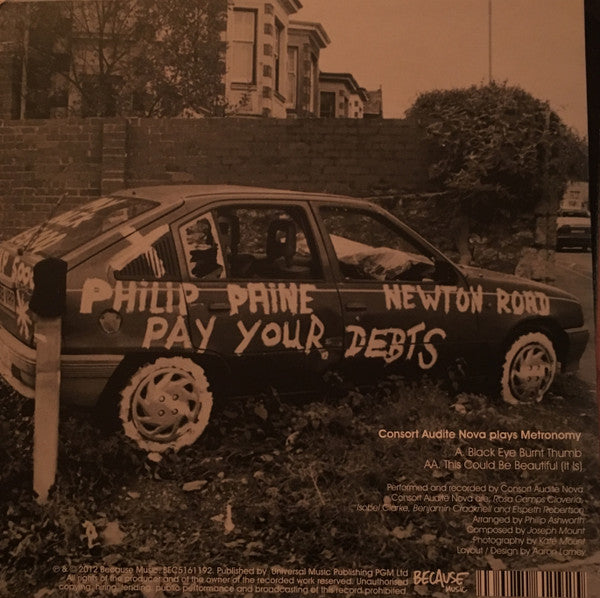 PHILIP PAINE NEWTON ROAD
PAY YOUR DEBTS
Consort Audite Nova plays Metronomy
A. Black Eye Burnt Thumb
AA. This Could Be Beautiful (It Is)
Performed and recorded by Consort Audite Nova
Consort Audite Nova are: Rosa Gamps Claveria,
Isobel Clarke, Benjamin Cracknell and Elspeth Robertson
Arranged by Philip Ashworth
Composed by Joseph Mount
Photography by Kate Mount
Layout / Design by Aaron Larney
℗ & © 2012 Because Music. BEC5161192. Published by Universal Music Publishing PGM Ltd
All rights of the producer and of the owner of the recorded work reserved. Unauthorised
copying, hiring, lending, public performance and broadcasting of this record prohibited.
BECAUSE
MUSIC